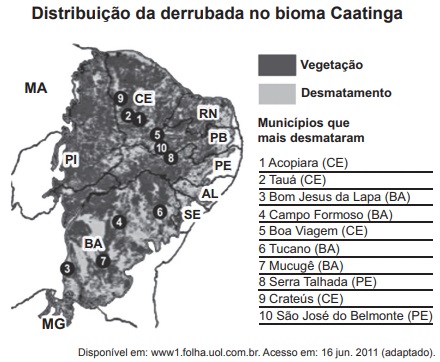 Distribuição da derrubada no bioma Caatinga
MA
CE
RN
PB
PE
AL
SE
PI
BA
MG
9
2
1
5
10
8
6
4
7
3
Vegetação
Desmatamento
Municípios que
mais desmataram
1 Acopiara (CE)
2 Tauá (CE)
3 Bom Jesus da Lapa (BA)
4 Campo Formoso (BA)
5 Boa Viagem (CE)
6 Tucano (BA)
7 Mucugê (BA)
8 Serra Talhada (PE)
9 Crateús (CE)
10 São José do Belmonte (PE)
Disponível em: www1.folha.uol.com.br. Acesso em: 16 jun. 2011 (adaptado).